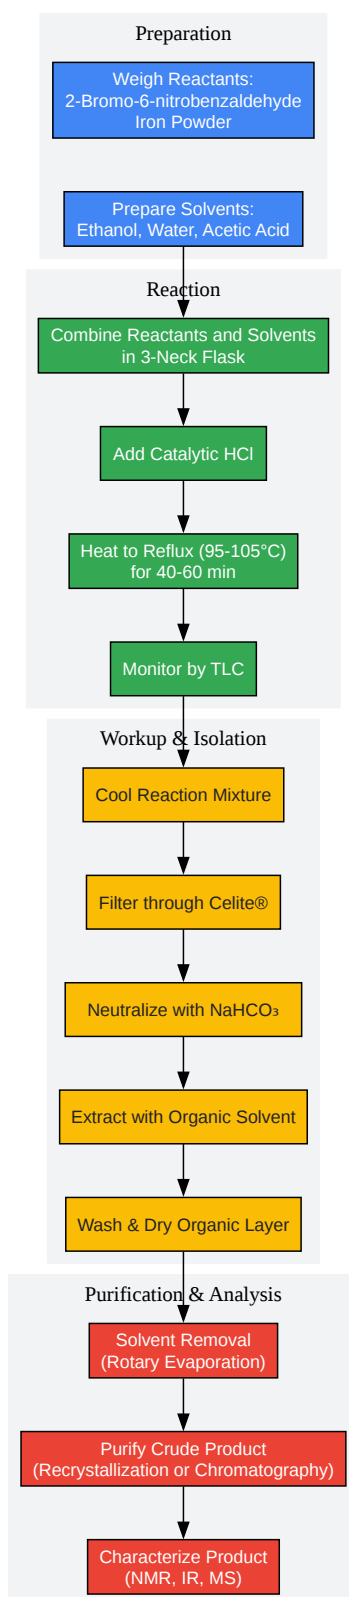 Preparation
Weigh Reactants:
2-Bromo-6-nitrobenzaldehyde
Iron Powder
Prepare Solvents:
Ethanol, Water, Acetic Acid
Reaction
Combine Reactants and Solvents
in 3-Neck Flask
Add Catalytic HCl
Heat to Reflux (95-105°C)
for 40-60 min
Monitor by TLC
Workup & Isolation
Cool Reaction Mixture
Filter through Celite®
Neutralize with NaHCO₃
Extract with Organic Solvent
Wash & Dry Organic Layer
Purification & Analysis
Solvent Removal
(Rotary Evaporation)
Purify Crude Product
(Recrystallization or Chromatography)
Characterize Product
(NMR, IR, MS)